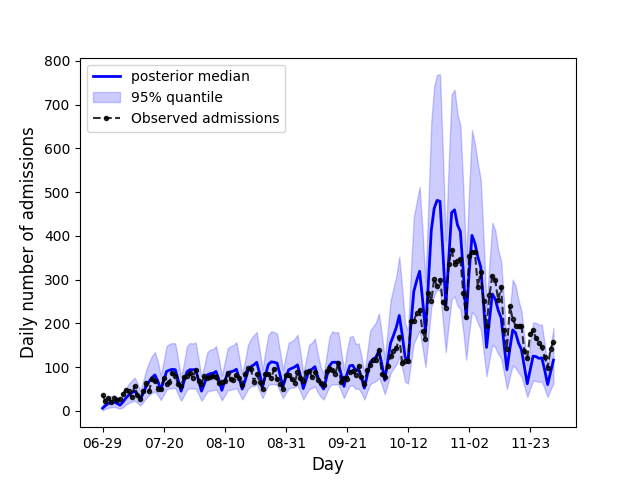 800
700
600
500
400
300
200
100
0
Daily number of admissions
posterior median
95% quantile
Observed admissions
06-29 07-20 08-10 08-31 09-21 10-12 11-02 11-23
Day